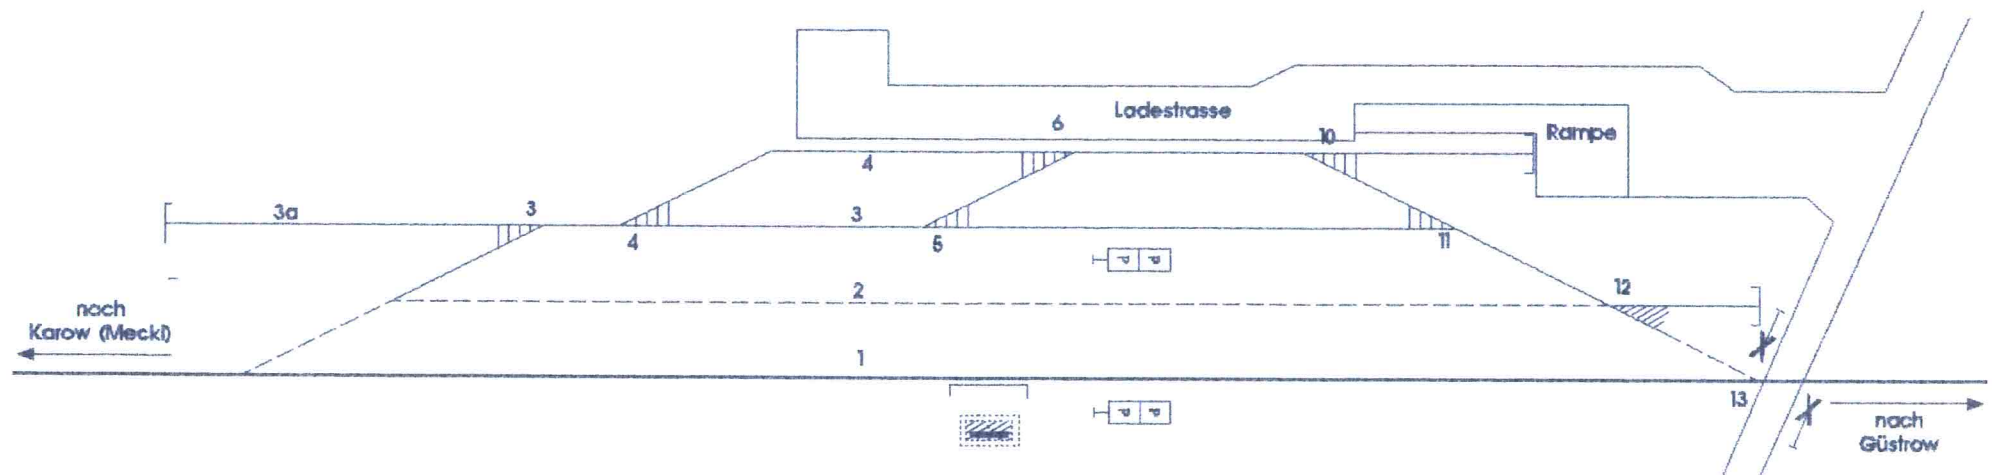 Ladestrasse
6
10
Rampe
4
3a
3
3
4
5
11
P P
2
12
nach
Karow (Meckl)
1
13
P P
nach
Güstrow